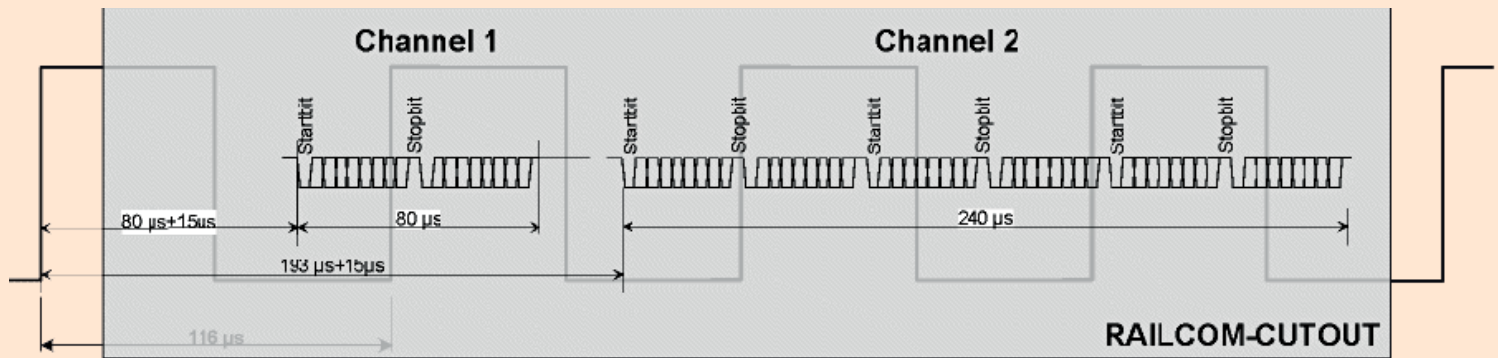 Channel 1
Channel 2
Startbit
Stopbit
Startbit
Stopbit
Startbit
Stopbit
Startbit
Stopbit
80 µs+15us
80 µs
240 µs
193 µs+15µs
116 µs
RAILCOM-CUTOUT